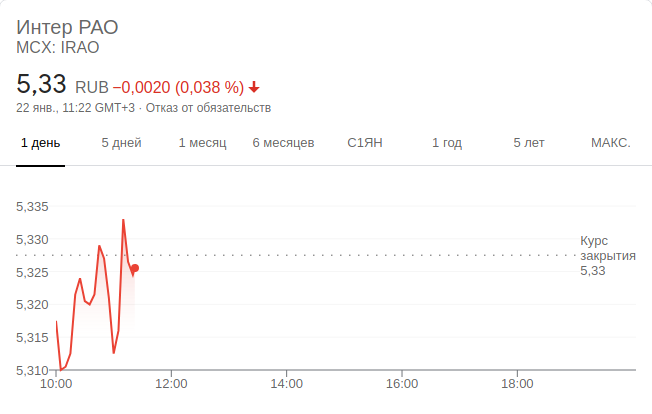 Интер РАО
MCX: IRAO
5,33 RUB −0,0020 (0,038 %)
22 янв., 11:22 GMT+3 · Отказ от обязательств
1 день 5 дней 1 месяц 6 месяцев С1ЯН 1 год 5 лет МАКС.
5,335
5,330
5,325
5,320
5,315
5,310
Курс
закрытия
5,33
10:00 12:00 14:00 16:00 18:00